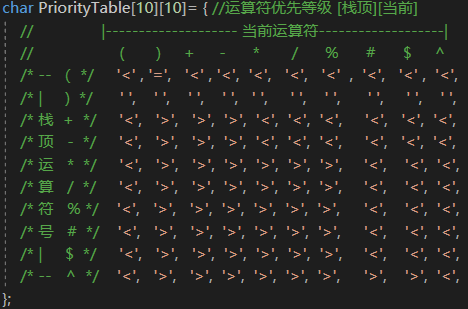 char PriorityTable[10][10]= { //运算符优先等级 [栈顶][当前]
// |------------------- 当前运算符-------------------|
// ( ) + - * / % # $ ^
/* -- ( */ '<' ,'=', '<' ,'<', '<', '<', '<' , '<', '<', '<',
/* | ) */ ' ', ' ', ' ', ' ', ' ', ' ', ' ', ' ', ' ', ' ',
/* 栈 + */ '<', '>', '>', '>', '<', '<', '<', '<', '<', '<',
/* 顶 - */ '<', '>', '>', '>', '<', '<', '<', '<', '<', '<',
/* 运 * */ '<', '>', '>', '>', '>', '>', '>', '<', '<', '<',
/* 算 / */ '<', '>', '>', '>', '>', '>', '>', '<', '<', '<',
/* 符 % */ '<', '>', '>', '>', '>', '>', '>', '<', '<', '<',
/* 号 # */ '<', '>', '>', '>', '>', '>', '>', '<', '<', '<',
/* | $ */ '<', '>', '>', '>', '>', '>', '>', '<', '<', '<',
/* -- ^ */ '<', '>', '>', '>', '>', '>', '>', '>', '>', '<',
};